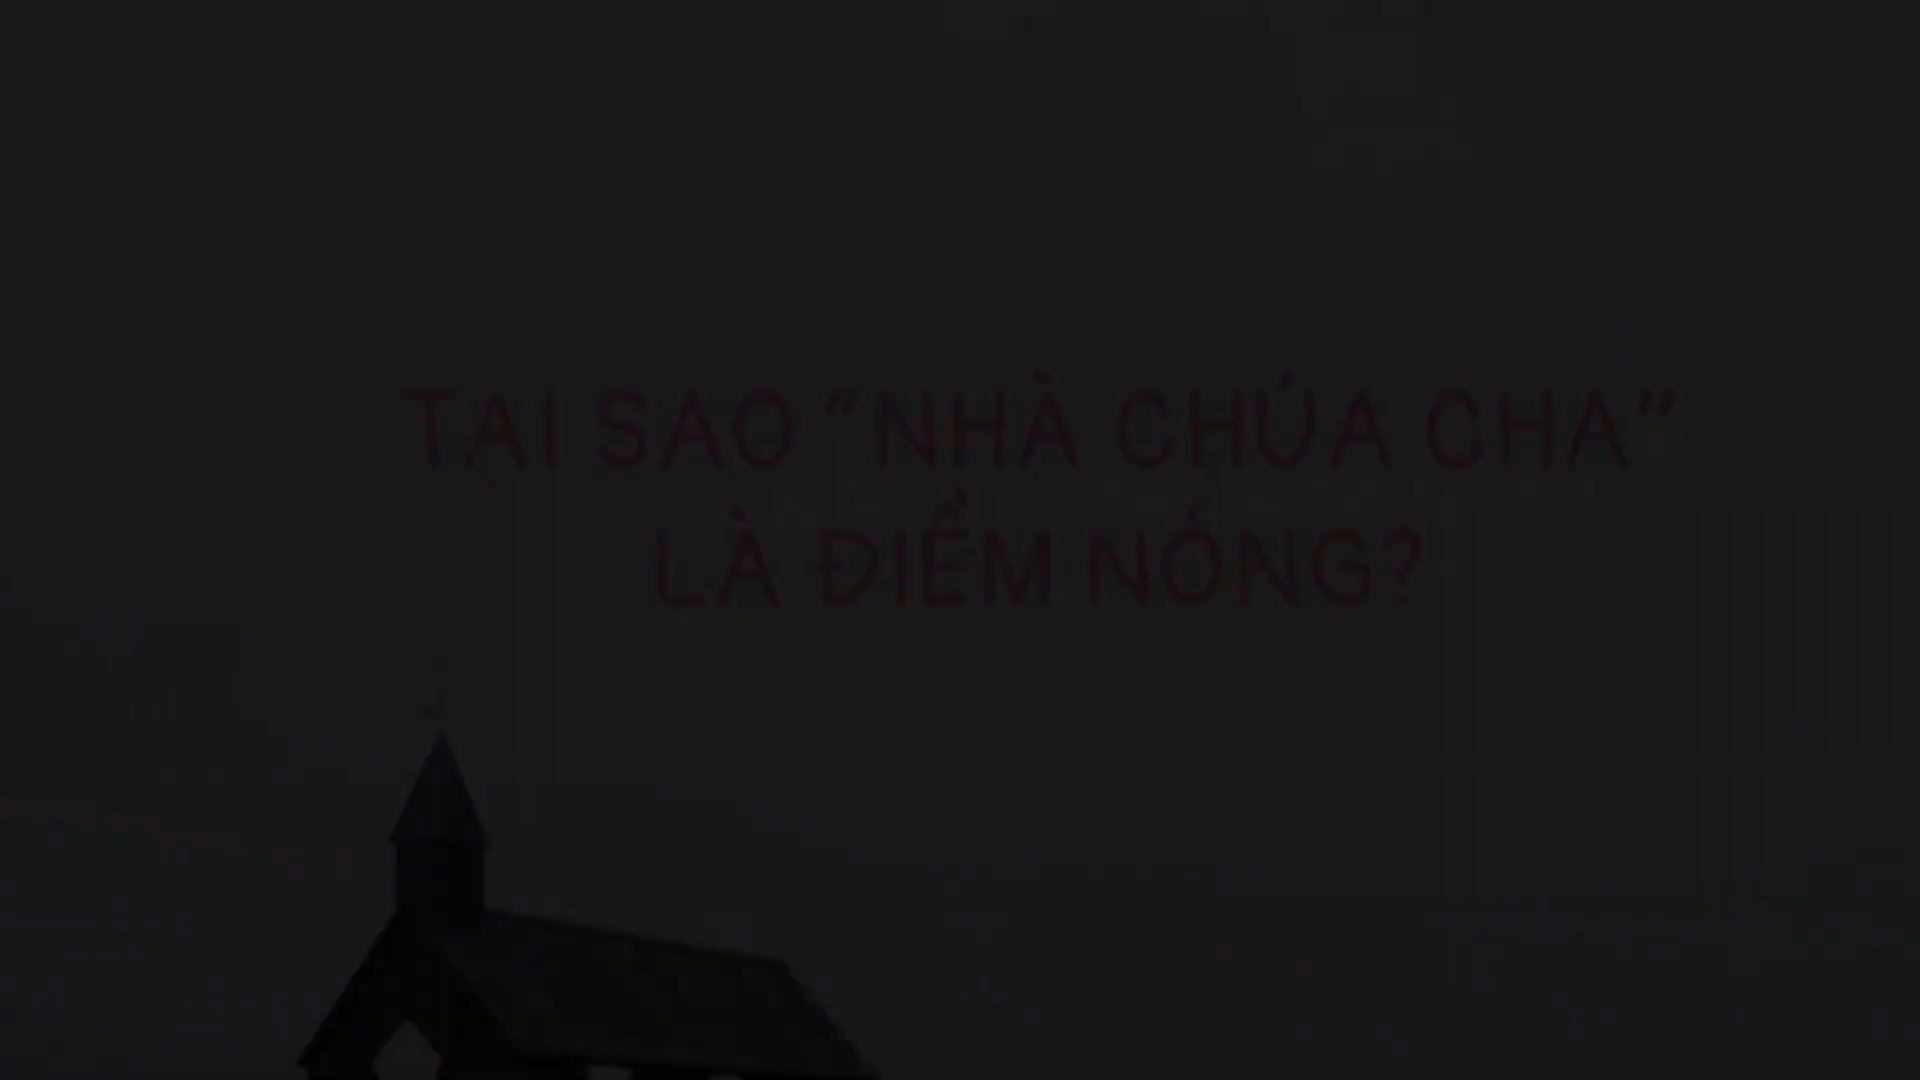 TẠI SAO “NHÀ CHÚA CHA”
LÀ ĐIỂM NÓNG?